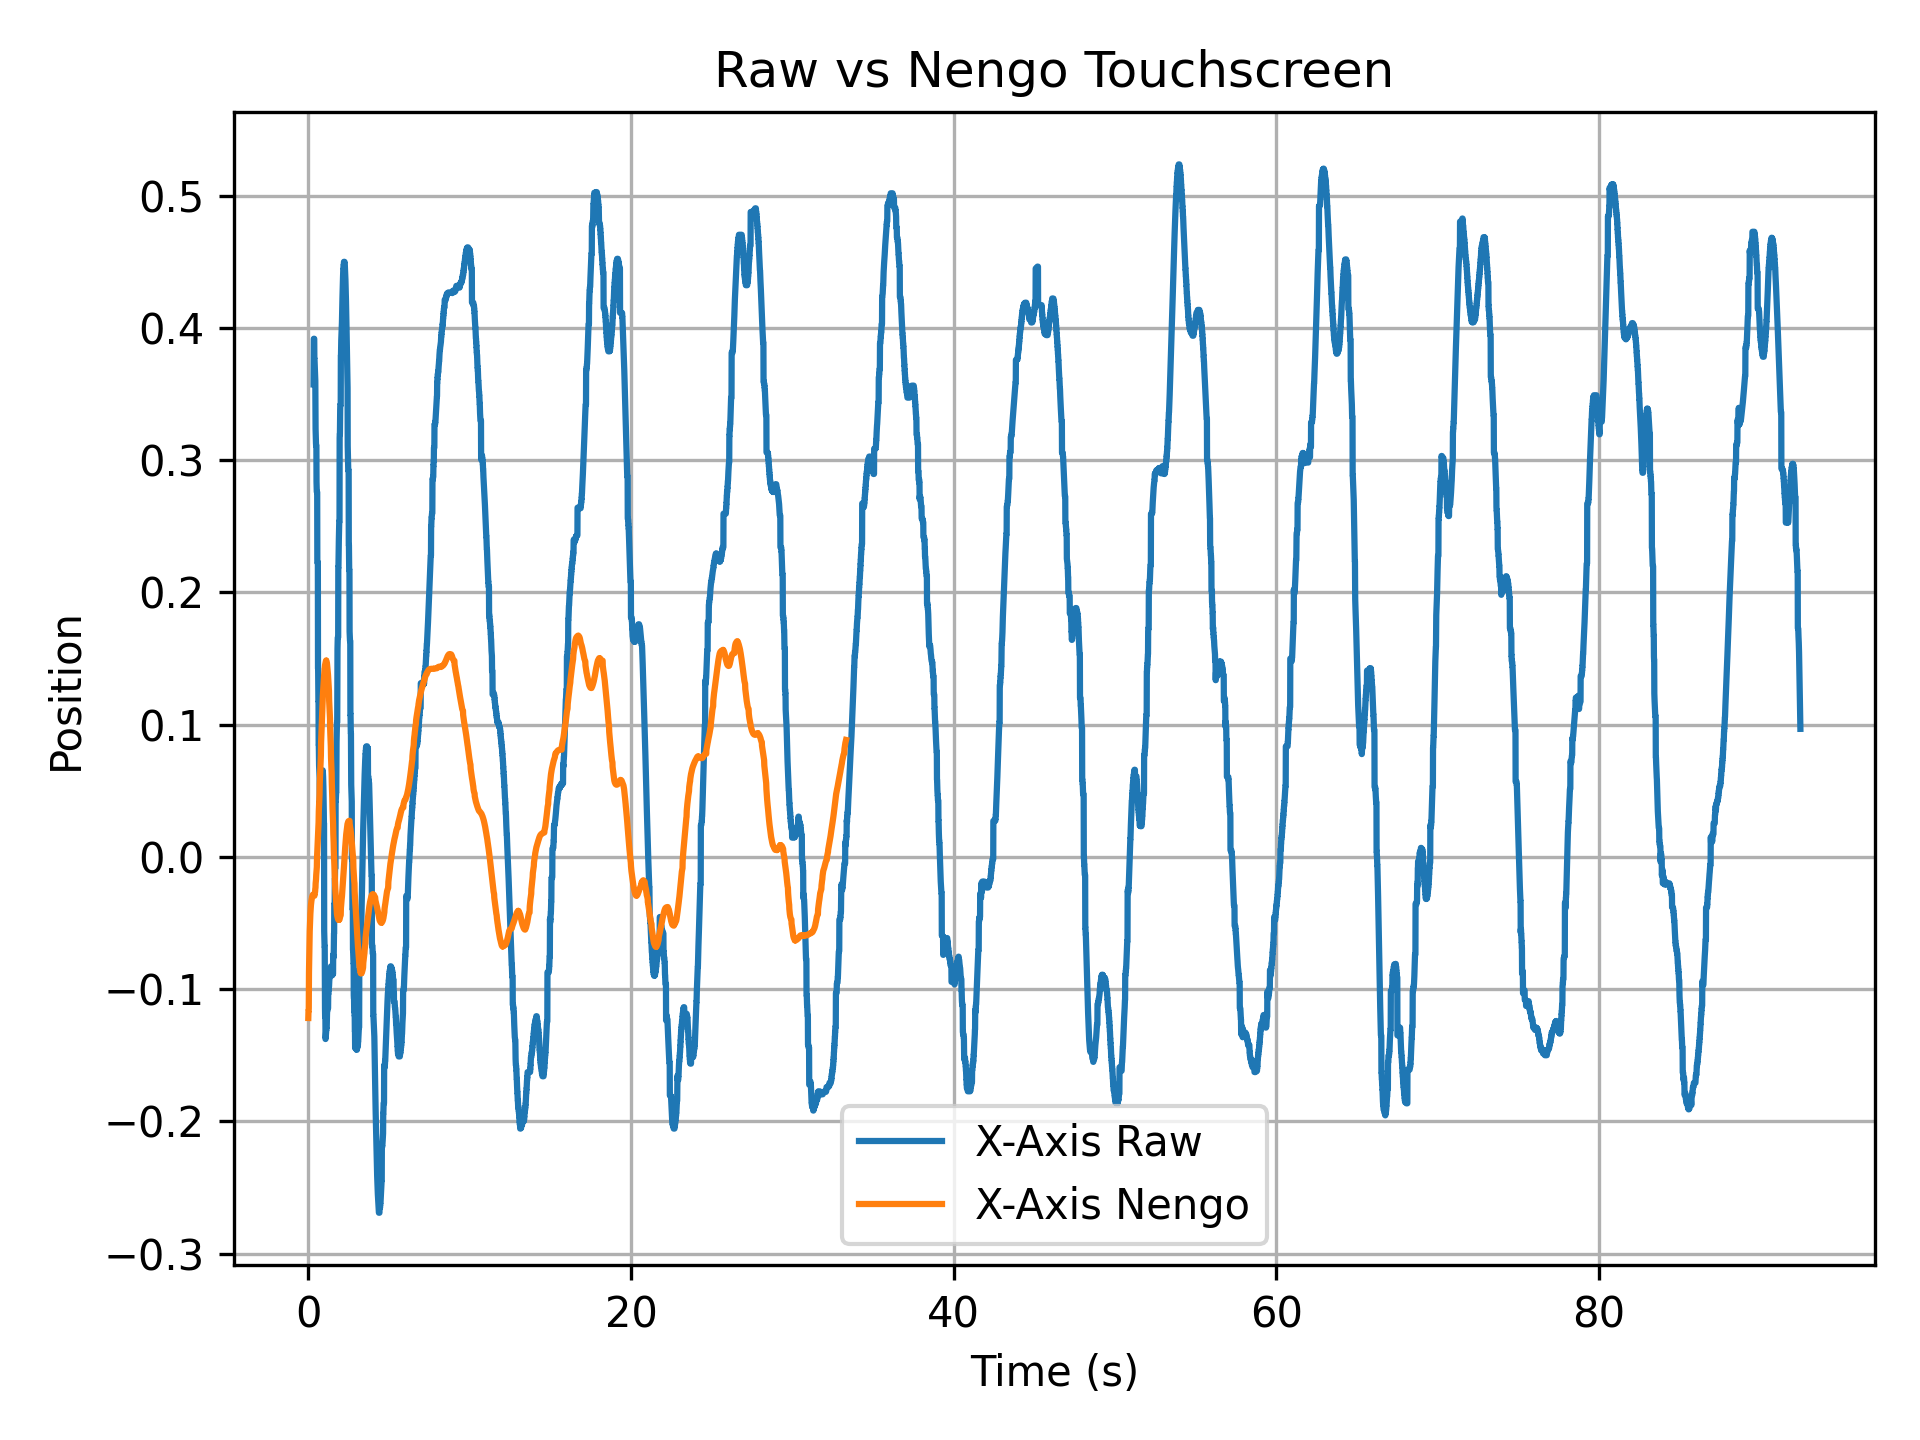 Raw vs Nengo Touchscreen
Position
0.5
0.4
0.3
0.2
0.1
0.0
−0.1
−0.2
−0.3
X-Axis Raw
X-Axis Nengo
0 20 40 60 80
Time (s)